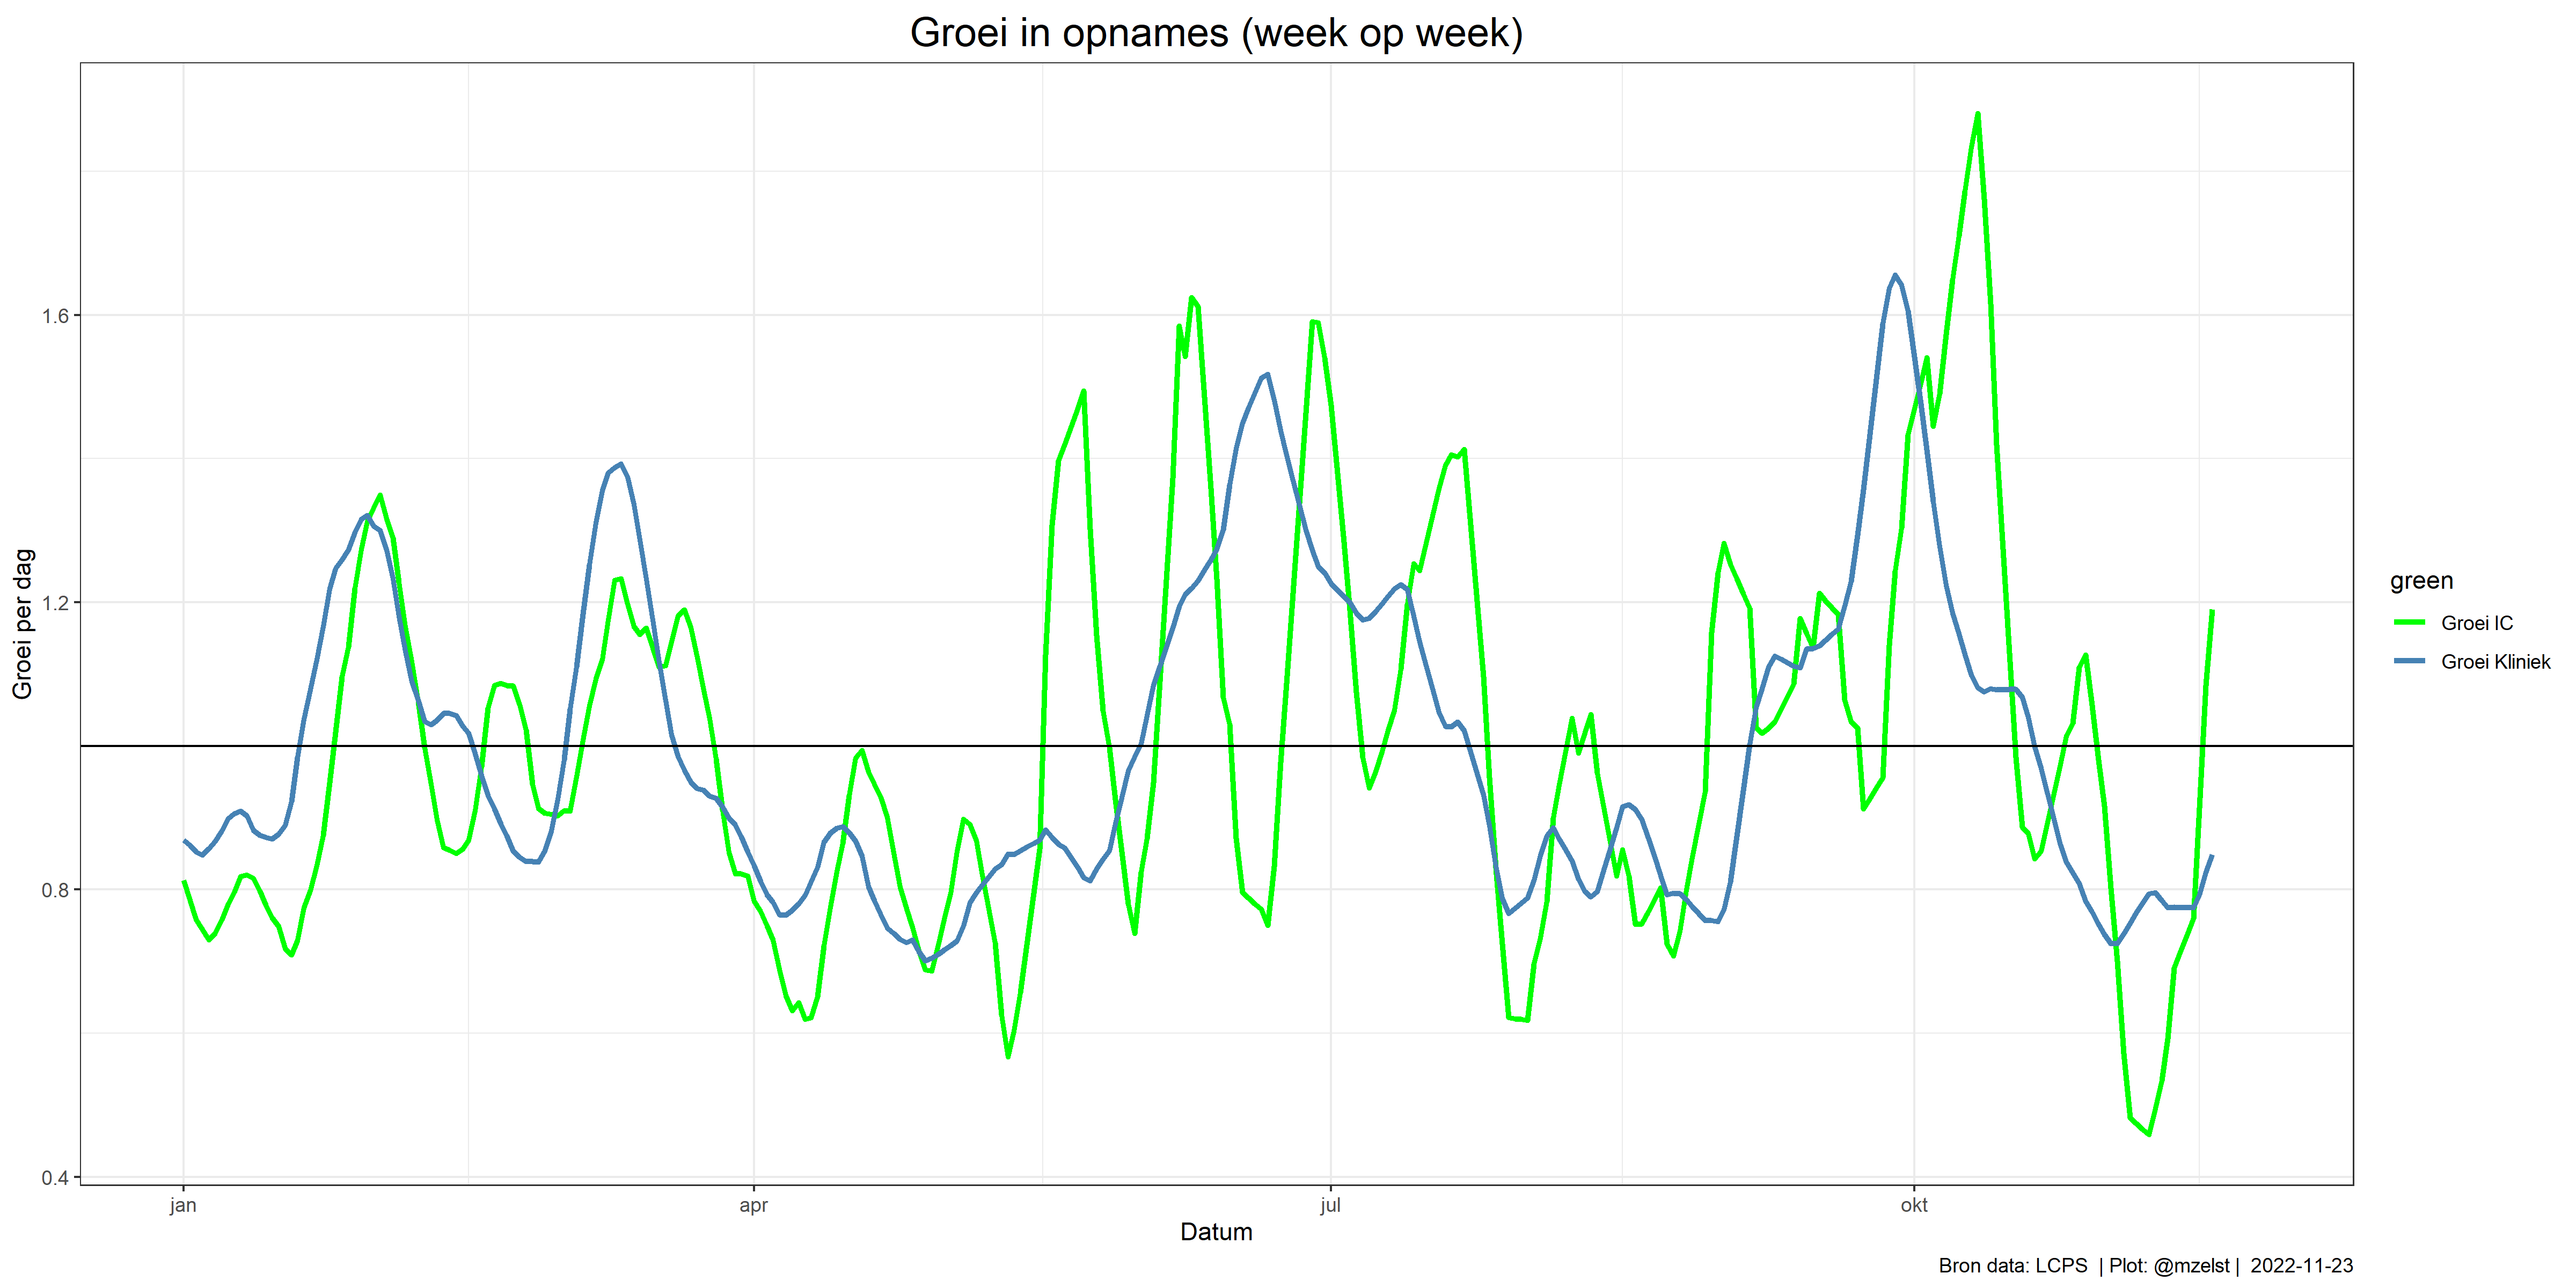 Groei in opnames (week op week)
Groei per dag
1.6
1.2
0.8
0.4
jan
apr
jul
okt
Datum
green
Groei IC
Groei Kliniek
Bron data: LCPS | Plot: @mzelst | 2022-11-23